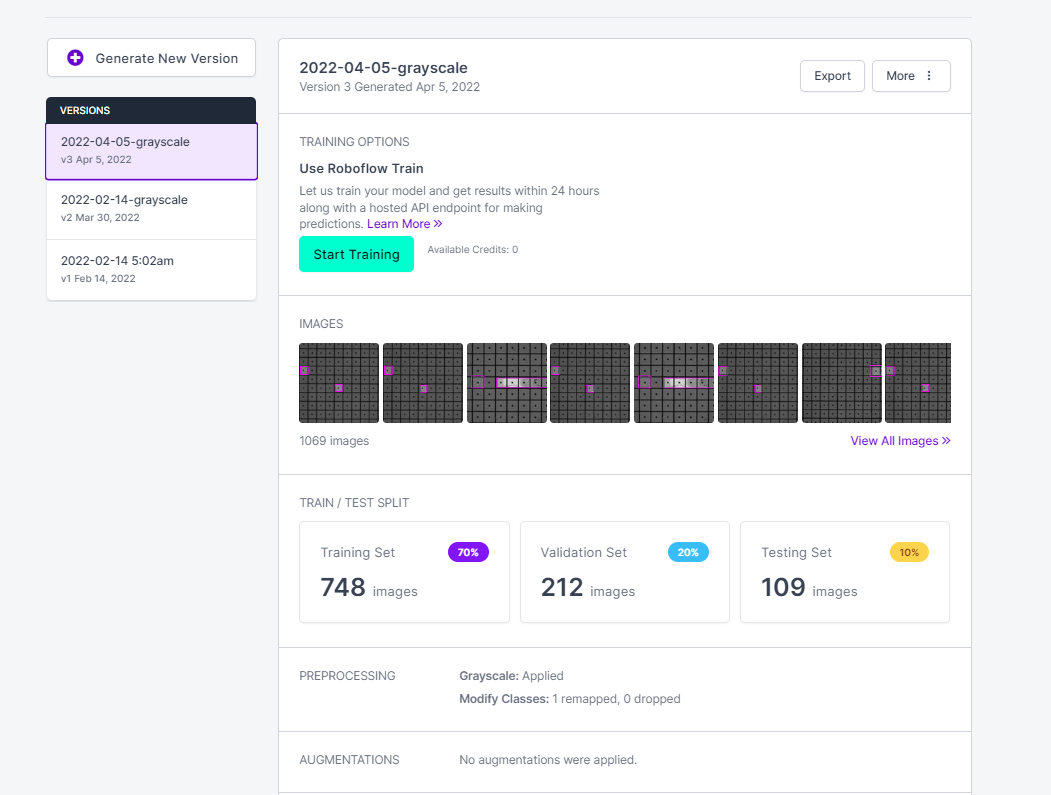 Generate New Version
VERSIONS
2022-04-05-grayscale
v3 Apr 5, 2022
2022-02-14-grayscale
v2 Mar 30, 2022
2022-02-14 5:02am
v1 Feb 14, 2022
2022-04-05-grayscale
Version 3 Generated Apr 5, 2022
Export
More
TRAINING OPTIONS
Use Roboflow Train
Let us train your model and get results within 24 hours
along with a hosted API endpoint for making
predictions. Learn More »
Start Training
Available Credits: 0
IMAGES
1069 images
View All Images »
TRAIN / TEST SPLIT
Training Set
70%
748 images
Validation Set
20%
212 images
Testing Set
10%
109 images
PREPROCESSING
Grayscale: Applied
Modify Classes: 1 remapped, 0 dropped
AUGMENTATIONS
No augmentations were applied.